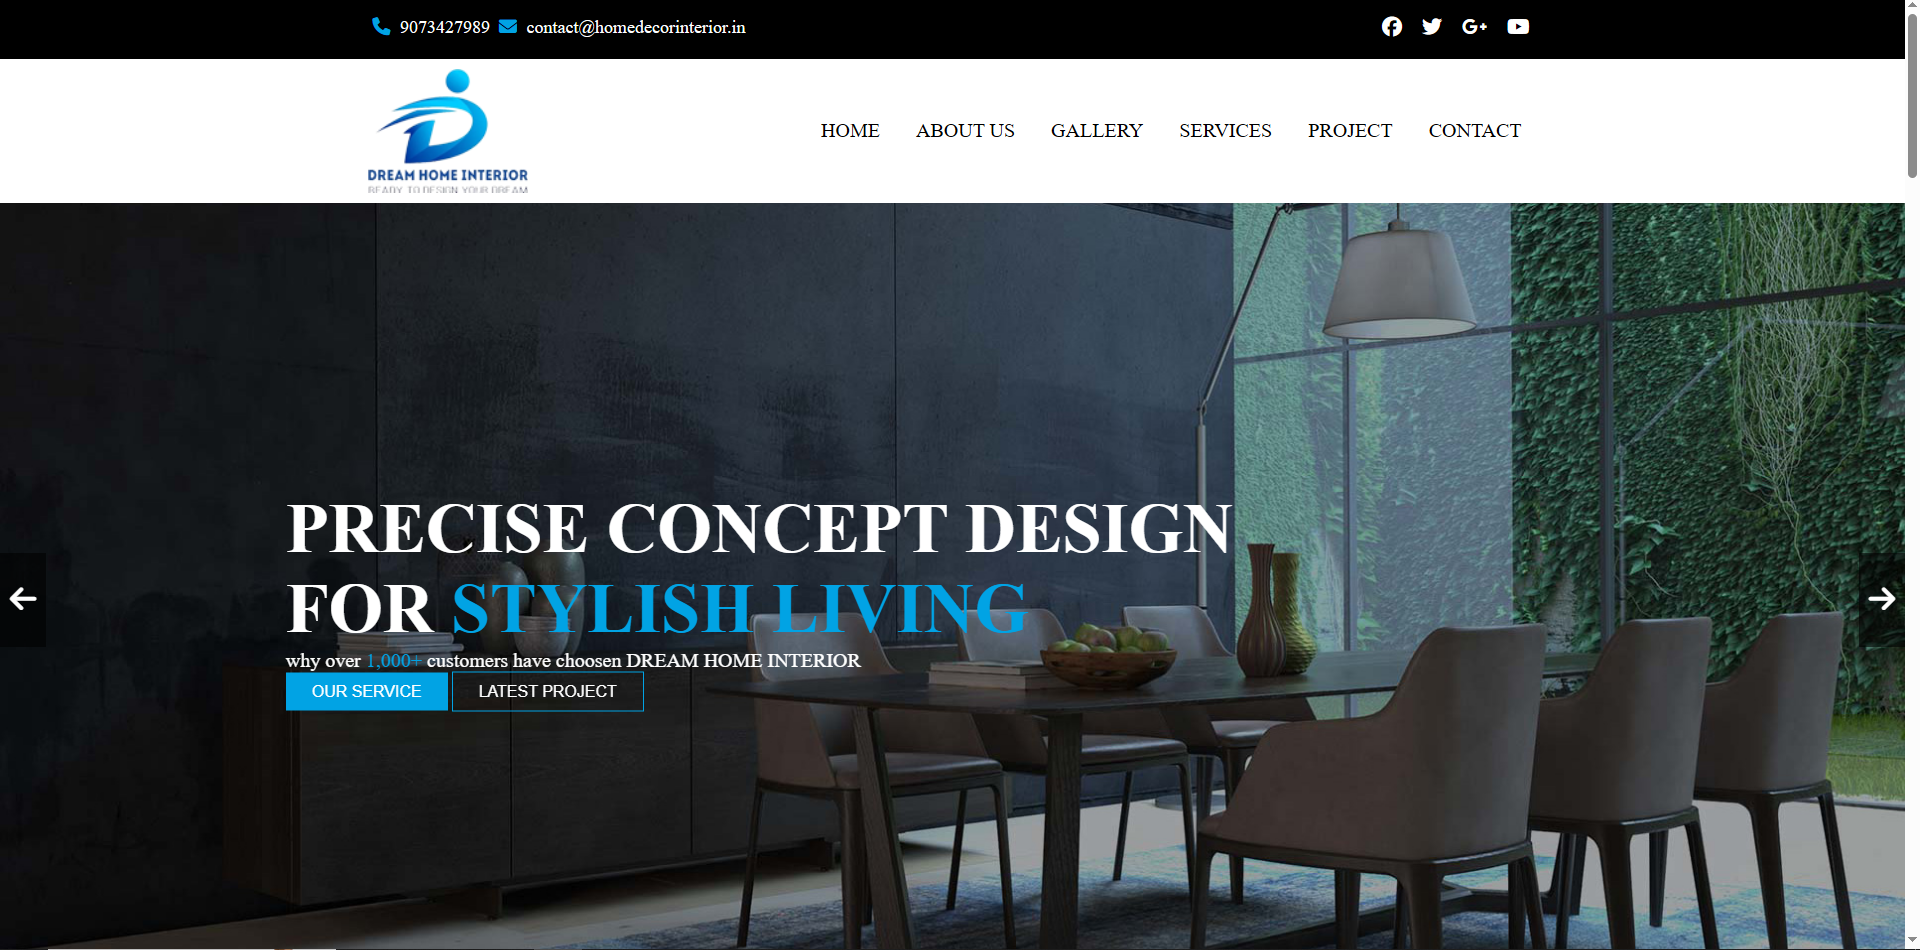 9073427989 contact@homedecorinterior.in
DREAM HOME INTERIOR
READY TO DESIGN YOUR DREAM
HOME ABOUT US GALLERY SERVICES PROJECT CONTACT
PRECISE CONCEPT DESIGN
FOR STYLISH LIVING
why over 1,000+ customers have choosen DREAM HOME INTERIOR
OUR SERVICE LATEST PROJECT